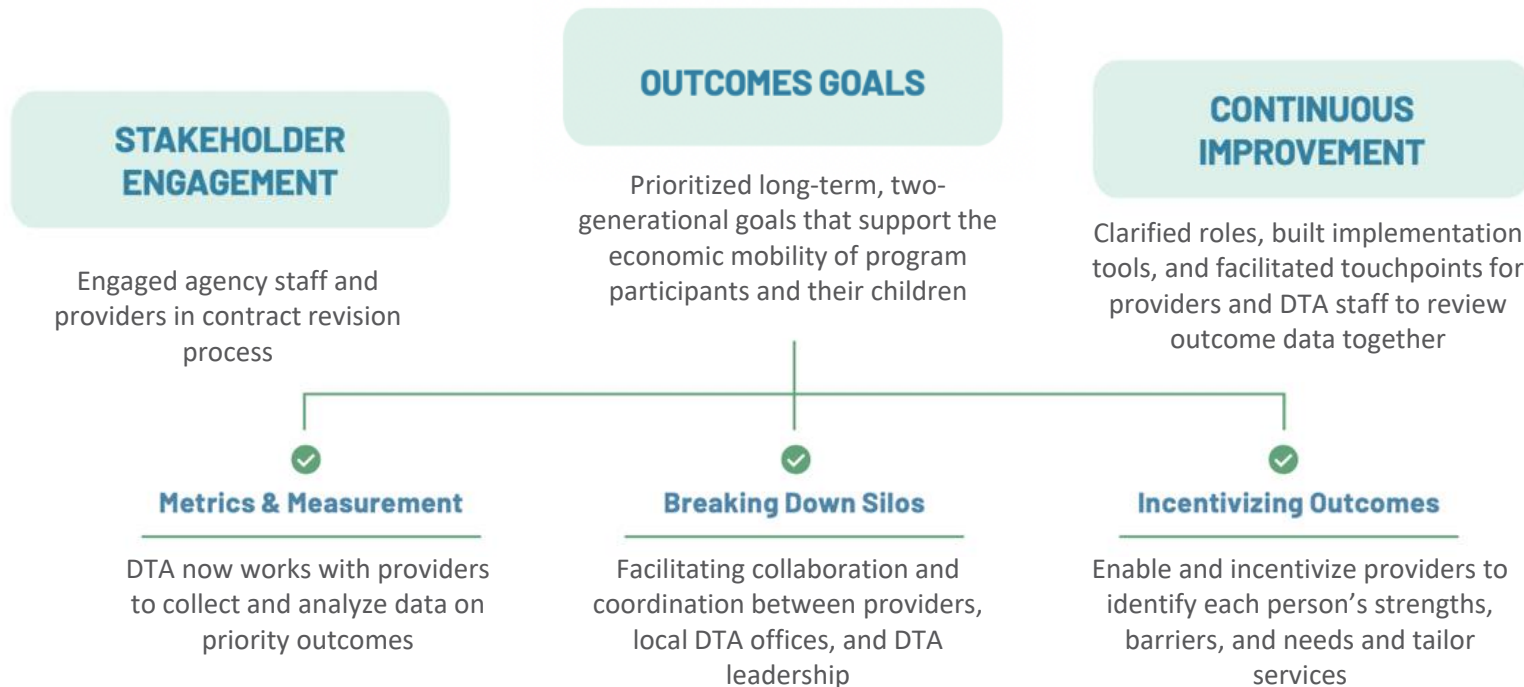 STAKEHOLDER
ENGAGEMENT
Engaged agency staff and
providers in contract revision
process
OUTCOMES GOALS
Prioritized long-term, two-
generational goals that support the
economic mobility of program
participants and their children
CONTINUOUS
IMPROVEMENT
Clarified roles, built implementation
tools, and facilitated touchpoints for
providers and DTA staff to review
outcome data together
Metrics & Measurement
DTA now works with providers
to collect and analyze data on
priority outcomes
Breaking Down Silos
Facilitating collaboration and
coordination between providers,
local DTA offices, and DTA
leadership
Incentivizing Outcomes
Enable and incentivize providers to
identify each person’s strengths,
barriers, and needs and tailor
services